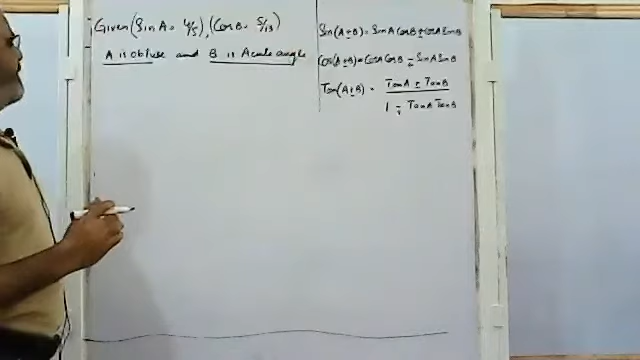 Given (Sin A = 4/5), (Cos B = 5/13)
A is obtuse and B is Acute angle
Sin(A±B) = Sin A Cos B ± Cos A Sin B
Cos(A±B) = Cos A Cos B ∓ Sin A Sin B
Tan(A±B) = Tan A ± Tan B
1 ∓ Tan A Tan B